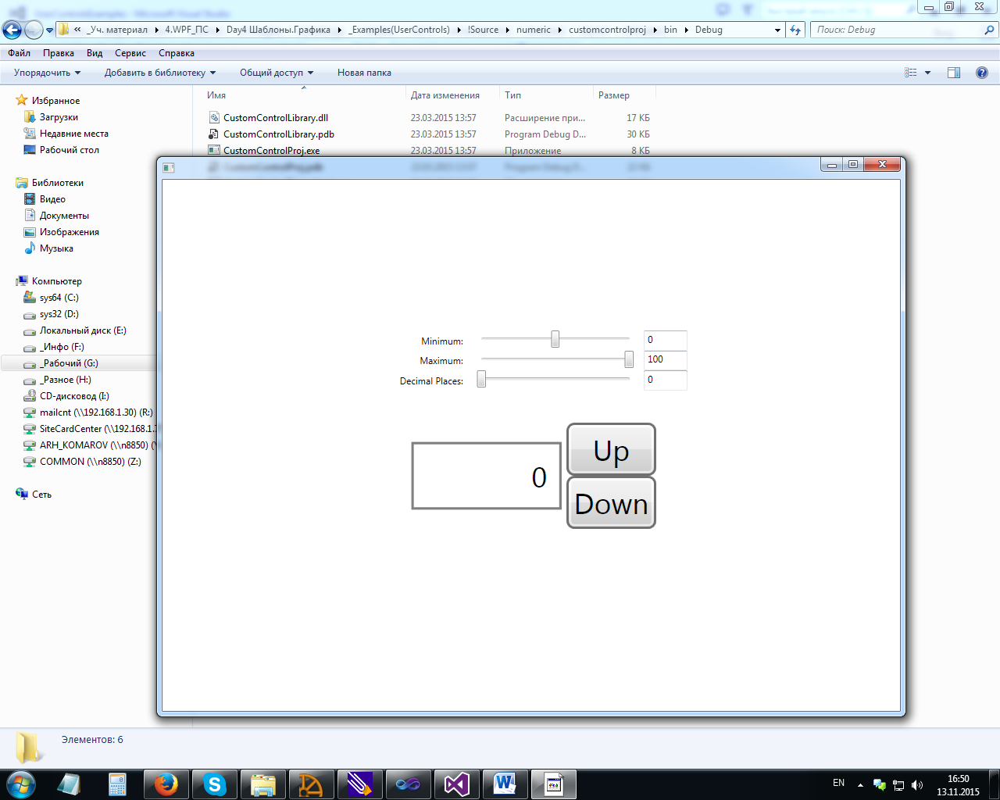 _Уч. материал
4.WPF_ПС
Day4 Шаблоны.Графика
_Examples(UserControls)
!Source
numeric
customcontrolproj
bin
Debug
Поиск: Debug
Файл Правка Вид Сервис Справка
Упорядочить Добавить в библиотеку Общий доступ Новая папка
Избранное
Загрузки
Недавние места
Рабочий стол
Библиотеки
Видео
Документы
Изображения
Музыка
Компьютер
sys64 (C:)
sys32 (D:)
Локальный диск (E:)
_Инфо (F:)
_Рабочий (G:)
_Разное (H:)
CD-дисковод (I:)
mailcnt (\\192.168.1.30) (R:)
SiteCardCenter (\\192.168.1.
ARH_KOMAROV (\\n8850) (
COMMON (\\n8850) (Z:)
Сеть
Имя Дата изменения Тип Размер
CustomControlLibrary.dll 23.03.2015 13:57 Расширение при... 17 КБ
CustomControlLibrary.pdb 23.03.2015 13:57 Program Debug D... 30 КБ
CustomControlProj.exe 23.03.2015 13:57 Приложение 8 КБ
Minimum: 0
Maximum: 100
Decimal Places: 0
0
Up
Down
Элементов: 6
EN
16:50
13.11.2015